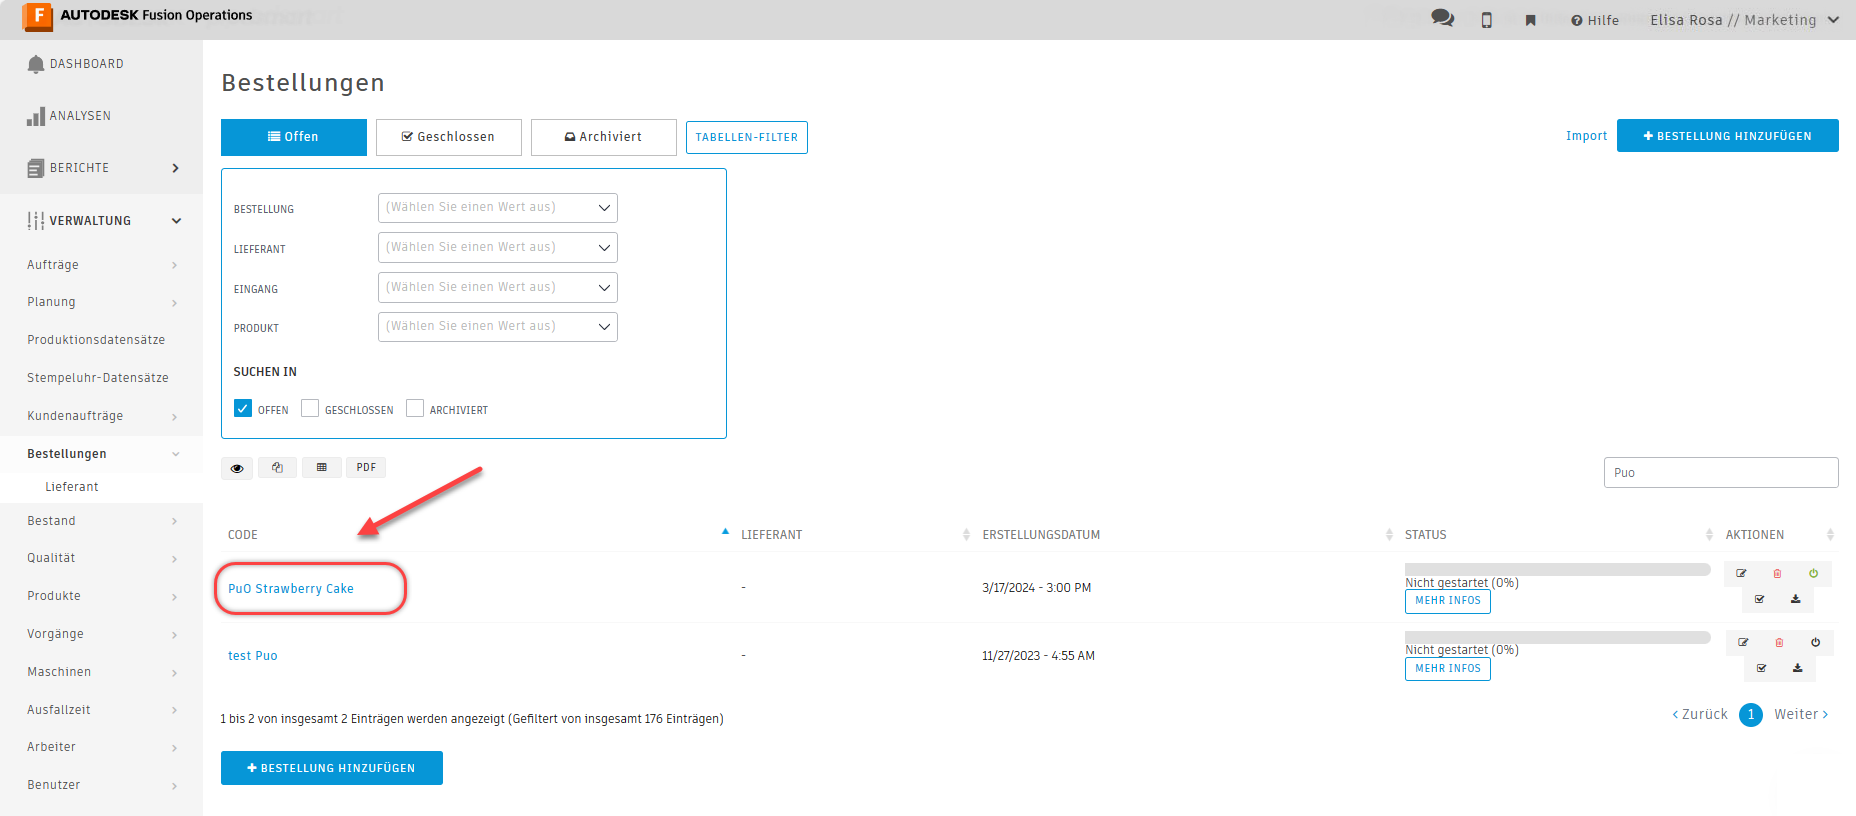 AUTODESK Fusion Operations
Hilfe
Elisa Rosa // Marketing
DASHBOARD
ANALYSEN
BERICHTE
VERWALTUNG
Aufträge
Planung
Produktionsdatensätze
Stempeluhr-Datensätze
Kundenaufträge
Bestellungen
Lieferant
Bestand
Qualität
Produkte
Vorgänge
Maschinen
Ausfallzeit
Arbeiter
Benutzer
Bestellungen
Offen
Geschlossen
Archiviert
TABELLEN-FILTER
Import
BESTELLUNG HINZUFÜGEN
BESTELLUNG (Wählen Sie einen Wert aus)
LIEFERANT (Wählen Sie einen Wert aus)
EINGANG (Wählen Sie einen Wert aus)
PRODUKT (Wählen Sie einen Wert aus)
SUCHEN IN
OFFEN GESCHLOSSEN ARCHIVIERT
PDF
Puo
CODE LIEFERANT ERSTELLUNGSDATUM STATUS AKTIONEN
PuO Strawberry Cake - 3/17/2024 - 3:00 PM Nicht gestartet (0%)
MEHR INFOS
test Puo - 11/27/2023 - 4:55 AM Nicht gestartet (0%)
MEHR INFOS
1 bis 2 von insgesamt 2 Einträgen werden angezeigt (Gefiltert von insgesamt 176 Einträgen)
Zurück 1 Weiter
BESTELLUNG HINZUFÜGEN